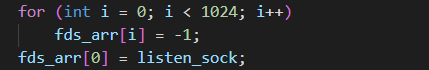 for (int i = 0; i < 1024; i++)
    fds_arr[i] = -1;
fds_arr[0] = listen_sock;